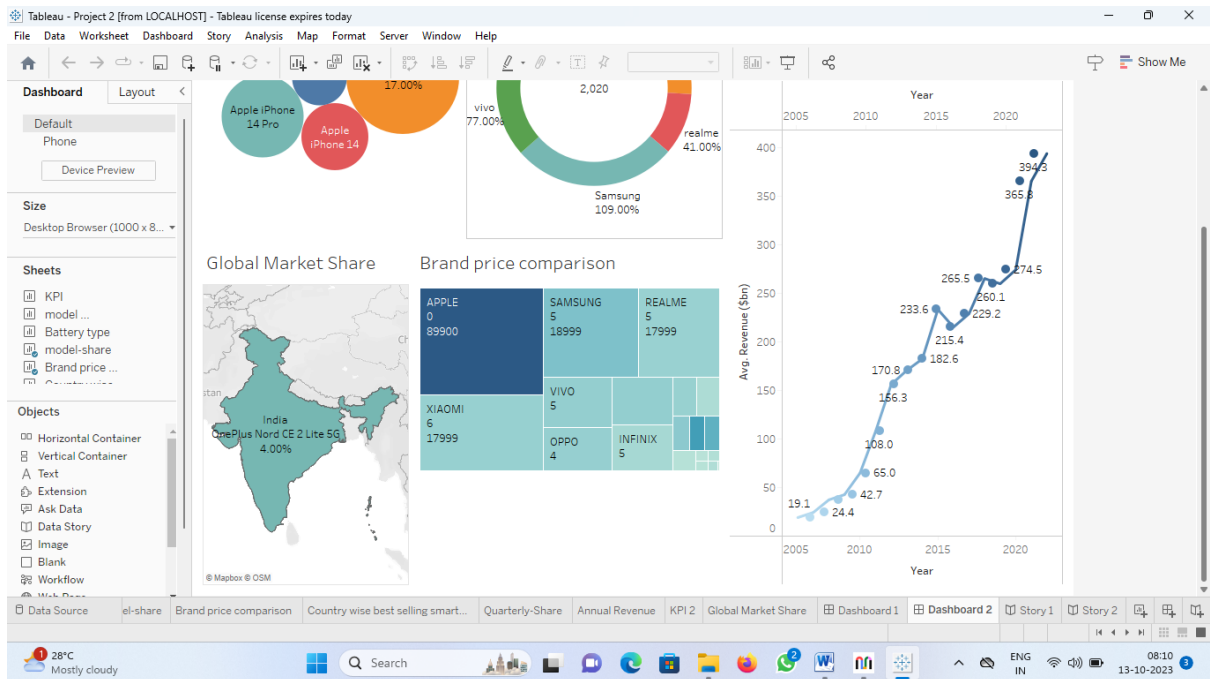 Tableau - Project 2 [from LOCALHOST] - Tableau license expires today
File Data Worksheet Dashboard Story Analysis Map Format Server Window Help
Show Me
Dashboard Layout
Default
Phone
Device Preview
Size
Desktop Browser (1000 x 8...
Sheets
KPI
model ...
Battery type
model-share
Brand price ...
Objects
Horizontal Container
Vertical Container
Text
Extension
Ask Data
Data Story
Image
Blank
Workflow
Web Page
17.00%
Apple iPhone
14 Pro
Apple
iPhone 14
2,020
vivo
77.00%
realme
41.00%
Samsung
109.00%
Global Market Share
India
OnePlus Nord CE 2 Lite 5G
4.00%
© Mapbox © OSM
Brand price comparison
APPLE
0
89900
SAMSUNG
5
18999
REALME
5
17999
XIAOMI
6
17999
VIVO
5
OPPO
4
INFINIX
5
Year
2005 2010 2015 2020
400
350
300
250
200
150
100
50
0
Avg. Revenue ($bn)
394.3
365.8
274.5
265.5
260.1
233.6
229.2
215.4
182.6
170.8
156.3
108.0
65.0
42.7
19.1
24.4
2005 2010 2015 2020
Year
Data Source el-share Brand price comparison Country wise best selling smart... Quarterly-Share Annual Revenue KPI 2 Global Market Share Dashboard 1 Dashboard 2 Story 1 Story 2
1
28°C
Mostly cloudy
Search
2
ENG
IN
08:10
13-10-2023
3